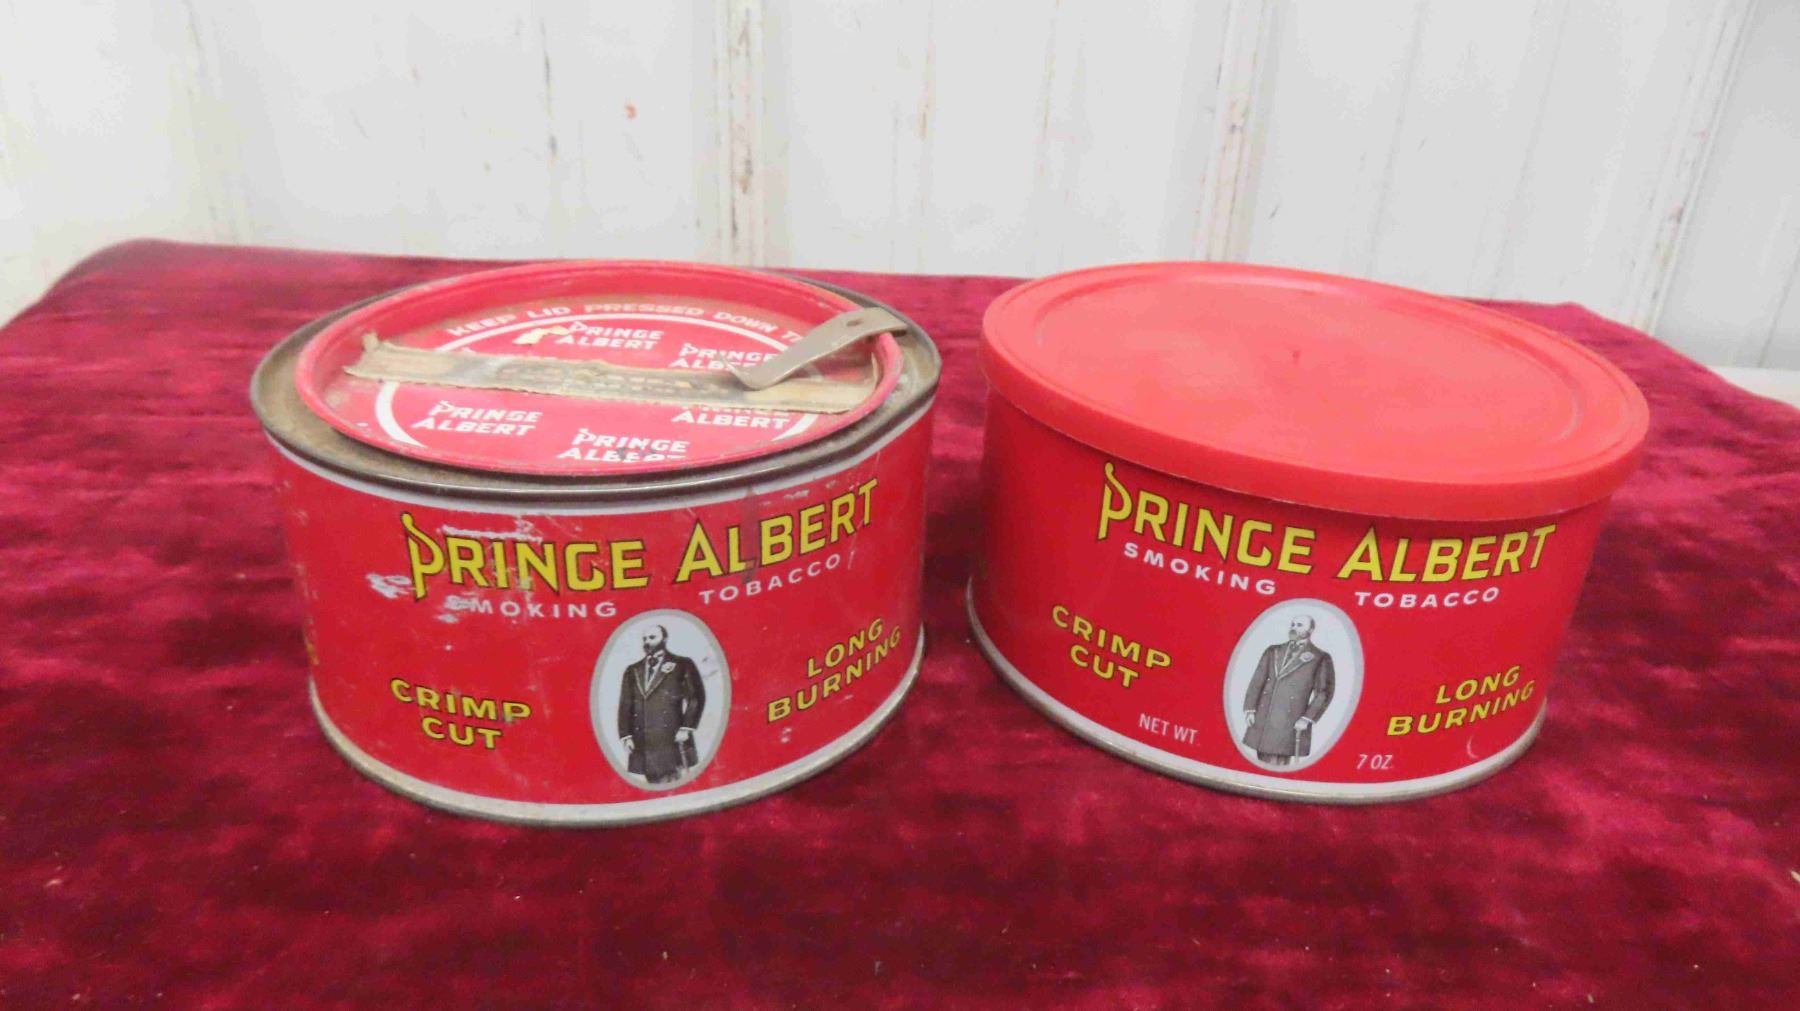 KEEP LID PRESSED DOWN
PRINCE
ALBERT
PRINCE
PRINCE
ALBERT
ALBERT
PRINCE
ALBERT
PRINCE ALBERT
SMOKING TOBACCO
CRIMP
CUT
LONG
BURNING
PRINCE ALBERT
SMOKING TOBACCO
CRIMP
CUT
LONG
BURNING
NET WT. 7 OZ.